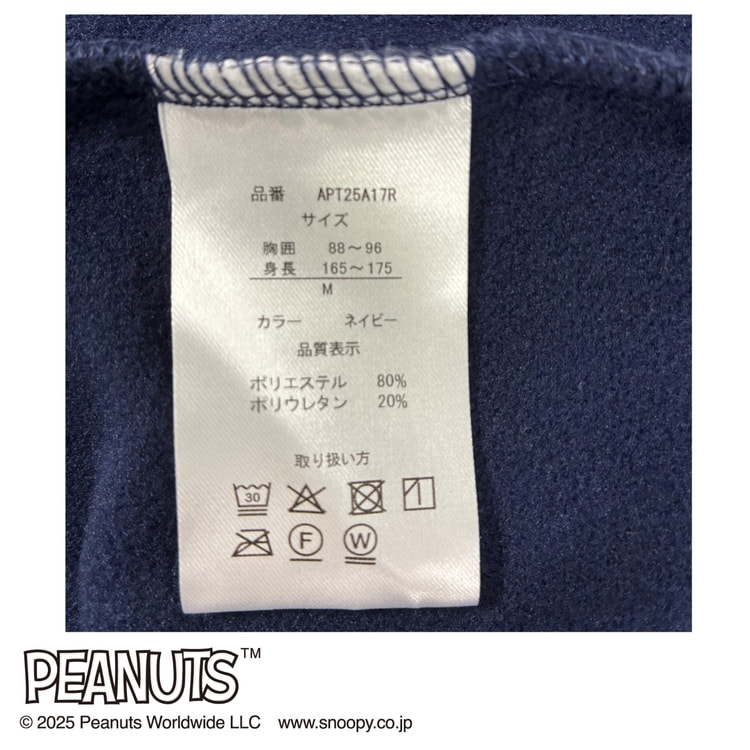 品番 APT25A17R
サイズ
胸囲 88～96
身長 165～175
M
カラー ネイビー
品質表示
ポリエステル 80%
ポリウレタン 20%
取り扱い方
30
F W
PEANUTS™
© 2025 Peanuts Worldwide LLC www.snoopy.co.jp